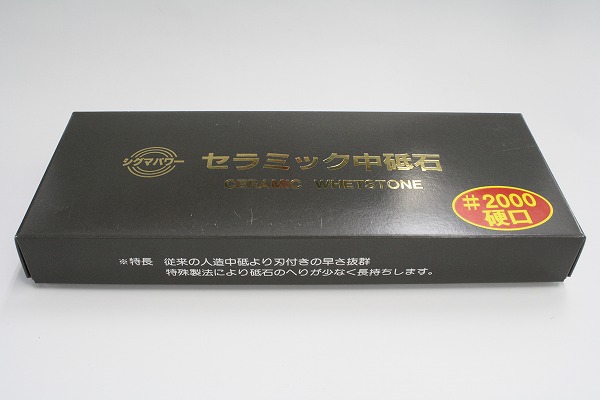 シグマパワー
セラミック中砥石
CERAMIC WHETSTONE
#2000
硬口
※特長 従来の人造中砥より刃付きの早さ抜群
特殊製法により砥石のへりが少なく長持ちします。